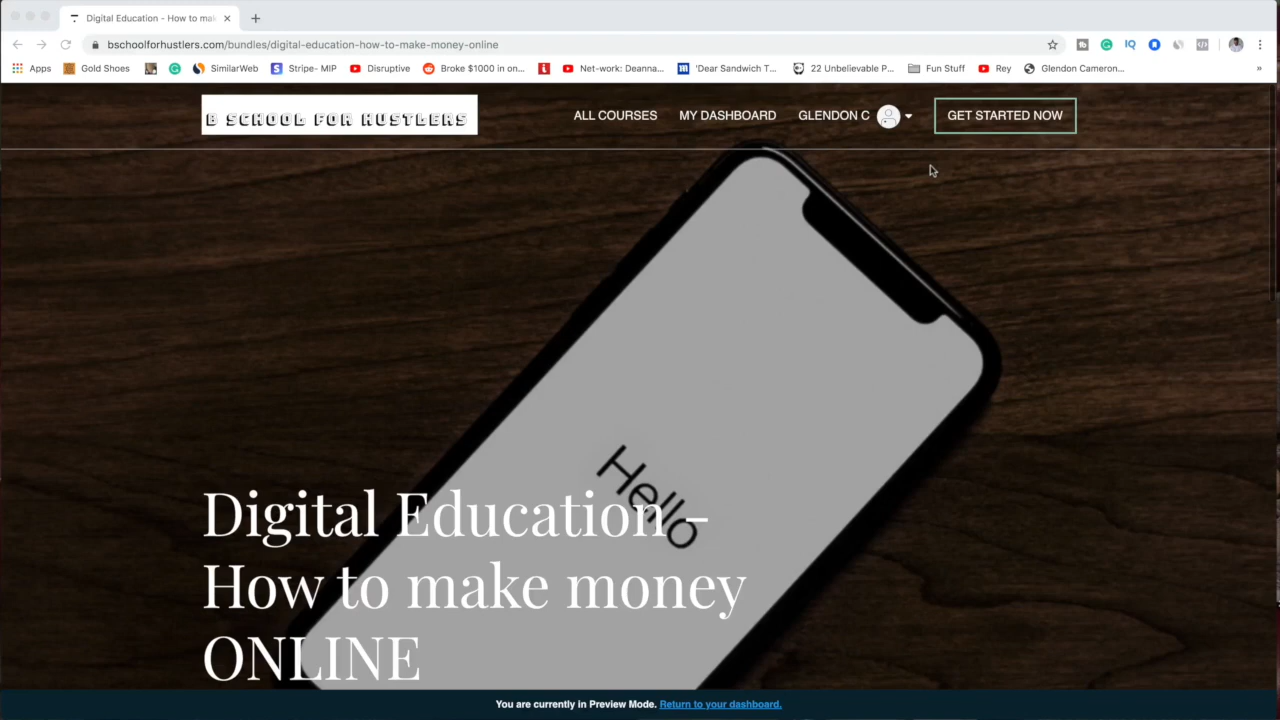 Digital Education - How to mak
bschoolforhustlers.com/bundles/digital-education-how-to-make-money-online
Apps Gold Shoes SimilarWeb Stripe- MIP Disruptive Broke $1000 in on... Net-work: Deanna... 'Dear Sandwich T... 22 Unbelievable P... Fun Stuff Rey Glendon Cameron... »
B SCHOOL FOR HUSTLERS
ALL COURSES MY DASHBOARD GLENDON C GET STARTED NOW
Hello
Digital Education -
How to make money
ONLINE
You are currently in Preview Mode. Return to your dashboard.